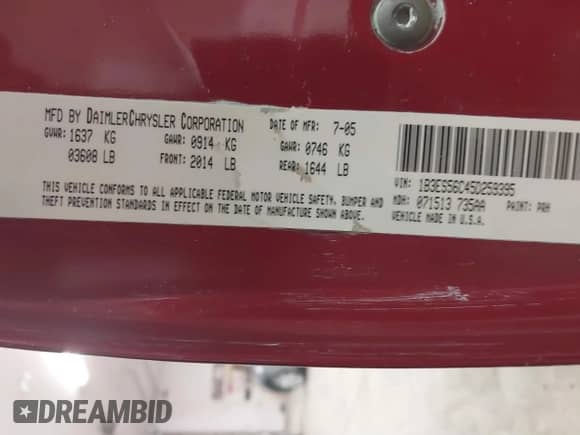 MFD BY DAIMLERCHRYSLER CORPORATION DATE OF MFR: 7-05
GVWR: 1637 KG GAWR: 0914 KG GAWR: 0746 KG
03608 LB FRONT: 2014 LB REAR: 1644 LB
THIS VEHICLE CONFORMS TO ALL APPLICABLE FEDERAL MOTOR VEHICLE SAFETY, BUMPER AND
THEFT PREVENTION STANDARDS IN EFFECT ON THE DATE OF MANUFACTURE SHOWN ABOVE.
VIN: 1B3ES56C45D259395
MDH: 071513 735AA PAINT: PRH
VEHICLE MADE IN U.S.A.
DREAMBID